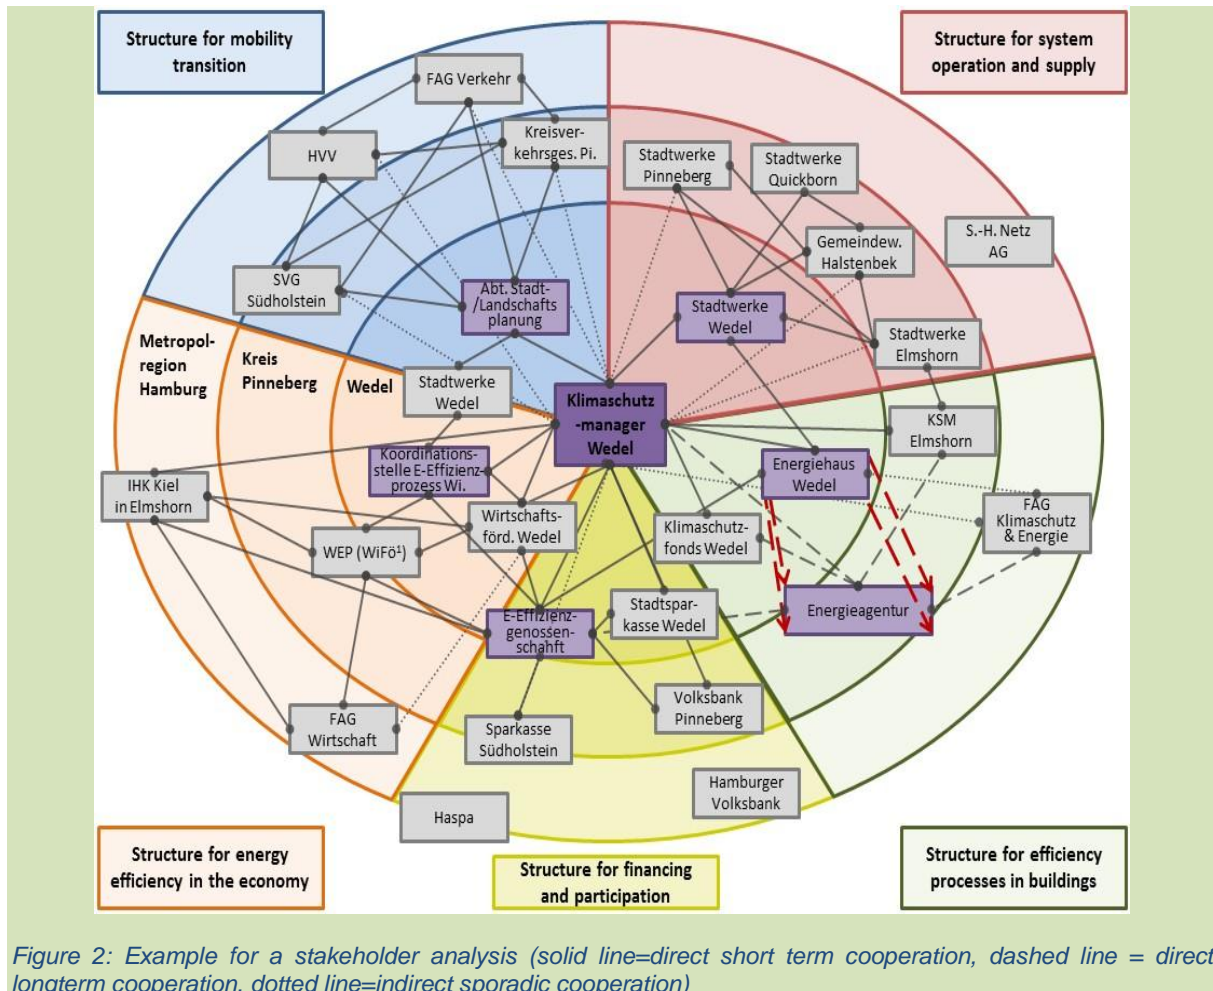 Structure for mobility
transition
Structure for system
operation and supply
FAG Verkehr
HVV
Kreisver-
kehrsges. Pi.
SVG
Südholstein
Abt. Stadt-
/Landschafts
planung
Stadtwerke
Pinneberg
Stadtwerke
Quickborn
Gemeindew.
Halstenbek
S.-H. Netz
AG
Stadtwerke
Wedel
Stadtwerke
Elmshorn
Metropol-
region
Hamburg
Kreis
Pinneberg
Wedel
Stadtwerke
Wedel
Klimaschutz
-manager
Wedel
KSM
Elmshorn
Koordinations-
stelle E-Effizienz-
prozess Wi.
IHK Kiel
in Elmshorn
Wirtschafts-
förd. Wedel
WEP (WiFö¹)
Energiehaus
Wedel
Klimaschutz-
fonds Wedel
FAG
Klimaschutz
& Energie
Energieagentur
E-Effizienz-
genossen-
schahft
Stadtspar-
kasse Wedel
FAG
Wirtschaft
Sparkasse
Südholstein
Volksbank
Pinneberg
Haspa
Hamburger
Volksbank
Structure for energy
efficiency in the economy
Structure for financing
and participation
Structure for efficiency
processes in buildings
Figure 2: Example for a stakeholder analysis (solid line=direct short term cooperation, dashed line = direct
longterm cooperation, dotted line=indirect sporadic cooperation)